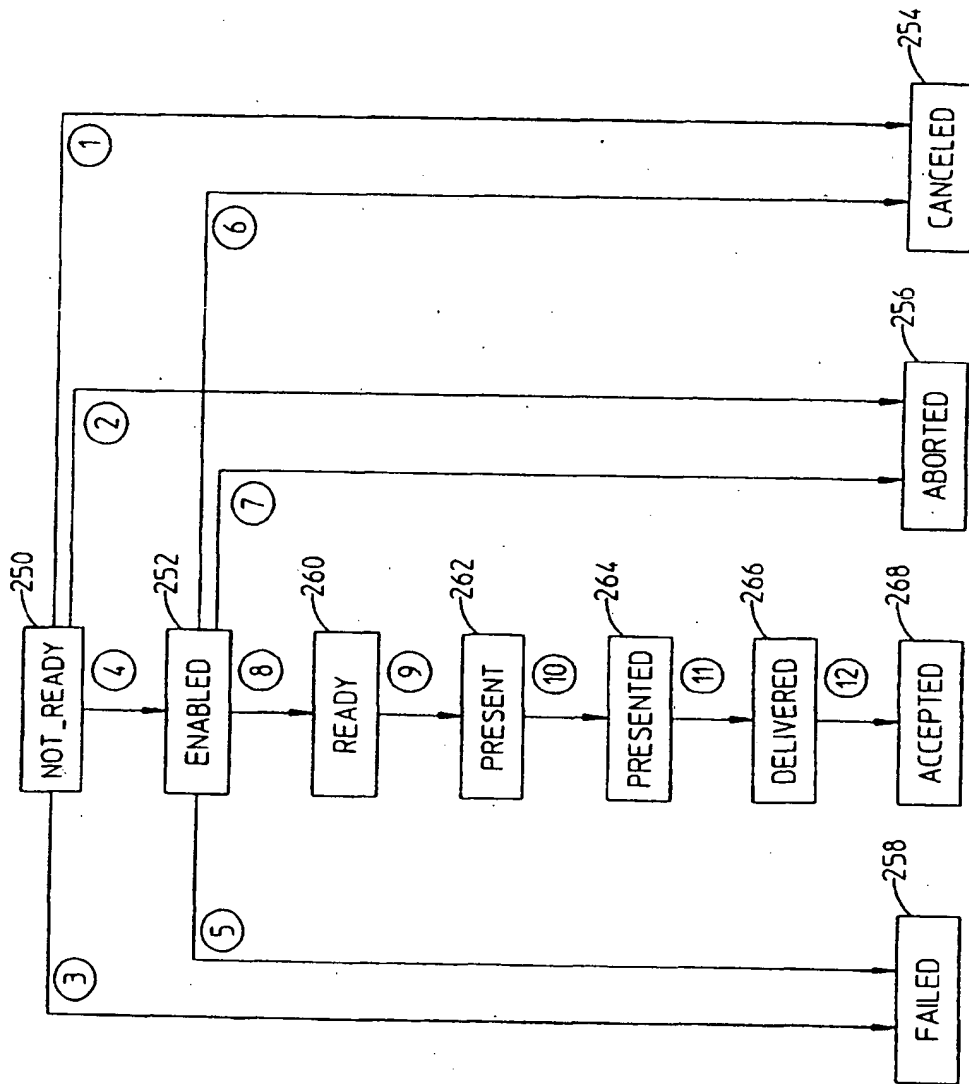 250
NOT_READY
3
4
2
1
252
ENABLED
5
8
7
6
260
READY
9
262
PRESENT
10
264
PRESENTED
11
266
DELIVERED
12
258
FAILED
268
ACCEPTED
256
ABORTED
254
CANCELED